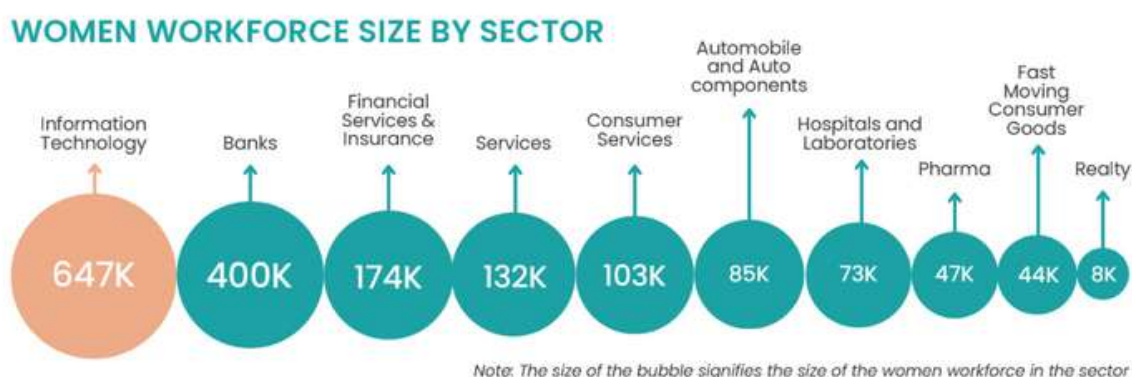 WOMEN WORKFORCE SIZE BY SECTOR
Information
Technology
Banks
Financial
Services &
Insurance
Services
Consumer
Services
Automobile
and Auto
components
Hospitals and
Laboratories
Pharma
Fast
Moving
Consumer
Goods
Realty
647K
400K
174K
132K
103K
85K
73K
47K
44K
8K
Note: The size of the bubble signifies the size of the women workforce in the sector